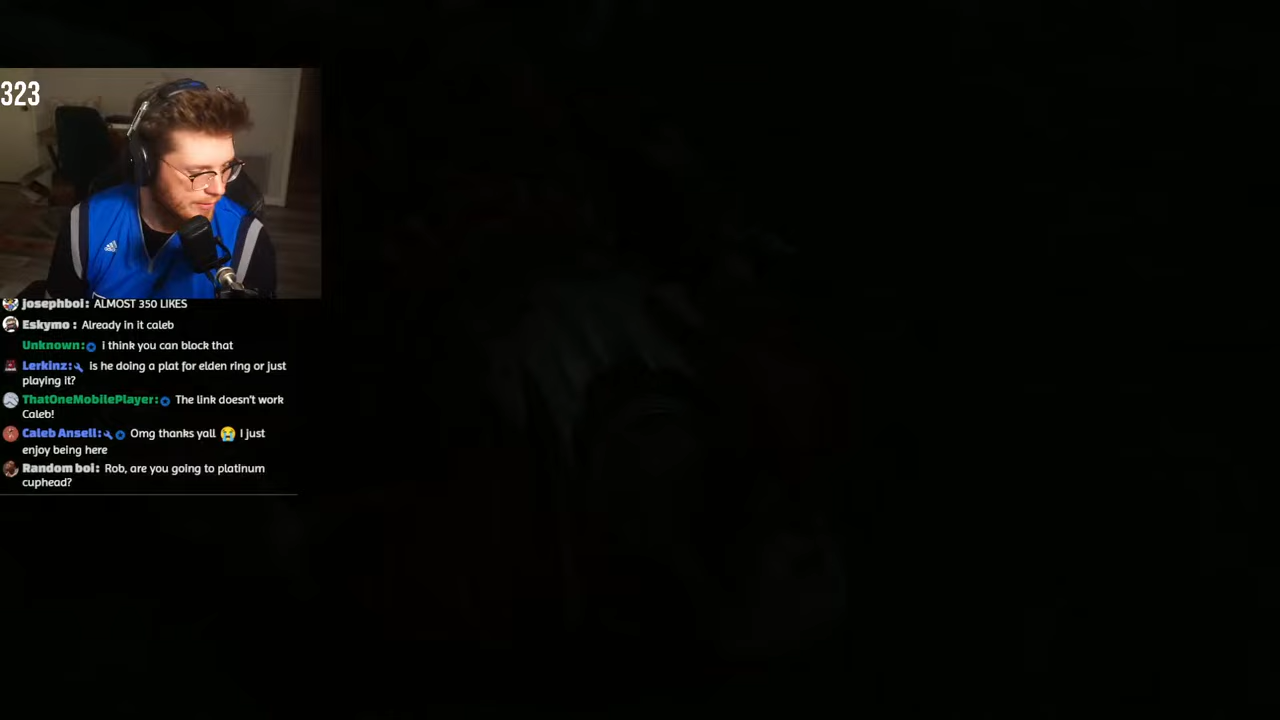 323
josephboi: ALMOST 350 LIKES
Eskymo : Already in it caleb
Unknown: i think you can block that
Lerkinz: is he doing a plat for elden ring or just
playing it?
ThatOneMobilePlayer: The link doesn't work
Caleb!
Caleb Ansell: Omg thanks yall 😭 I just
enjoy being here
Random boi: Rob, are you going to platinum
cuphead?